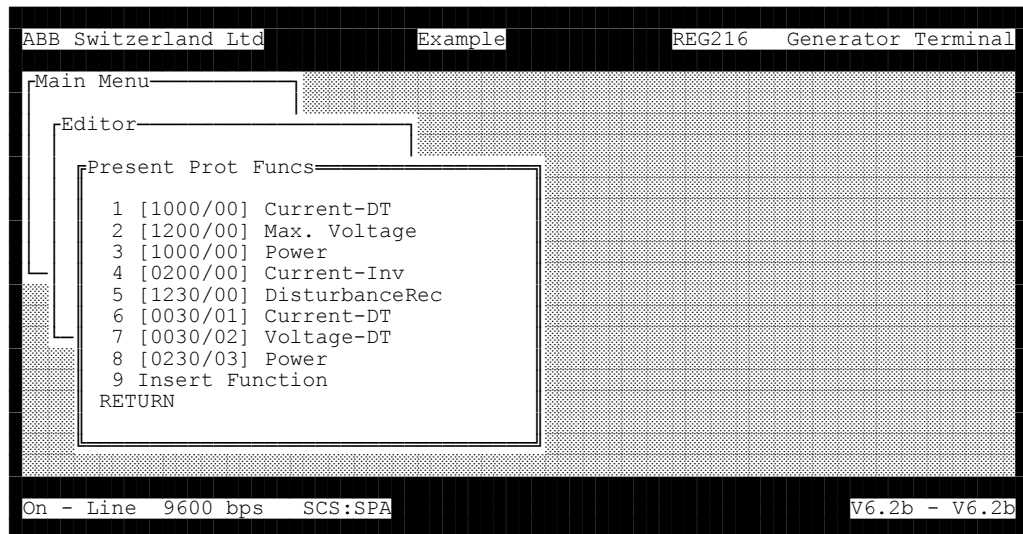 ABB Switzerland Ltd Example REG216 Generator Terminal
Main Menu
Editor
Present Prot Funcs
1 [1000/00] Current-DT
2 [1200/00] Max. Voltage
3 [1000/00] Power
4 [0200/00] Current-Inv
5 [1230/00] DisturbanceRec
6 [0030/01] Current-DT
7 [0030/02] Voltage-DT
8 [0230/03] Power
9 Insert Function
RETURN
On - Line 9600 bps SCS:SPA V6.2b - V6.2b